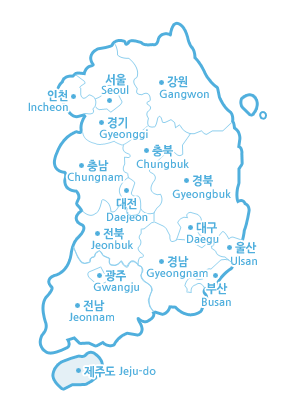 서울
Seoul
강원
Gangwon
인천
Incheon
경기
Gyeonggi
충북
Chungbuk
충남
Chungnam
경북
Gyeongbuk
대전
Daejeon
대구
Daegu
전북
Jeonbuk
울산
Ulsan
경남
Gyeongnam
광주
Gwangju
부산
Busan
전남
Jeonnam
제주도 Jeju-do